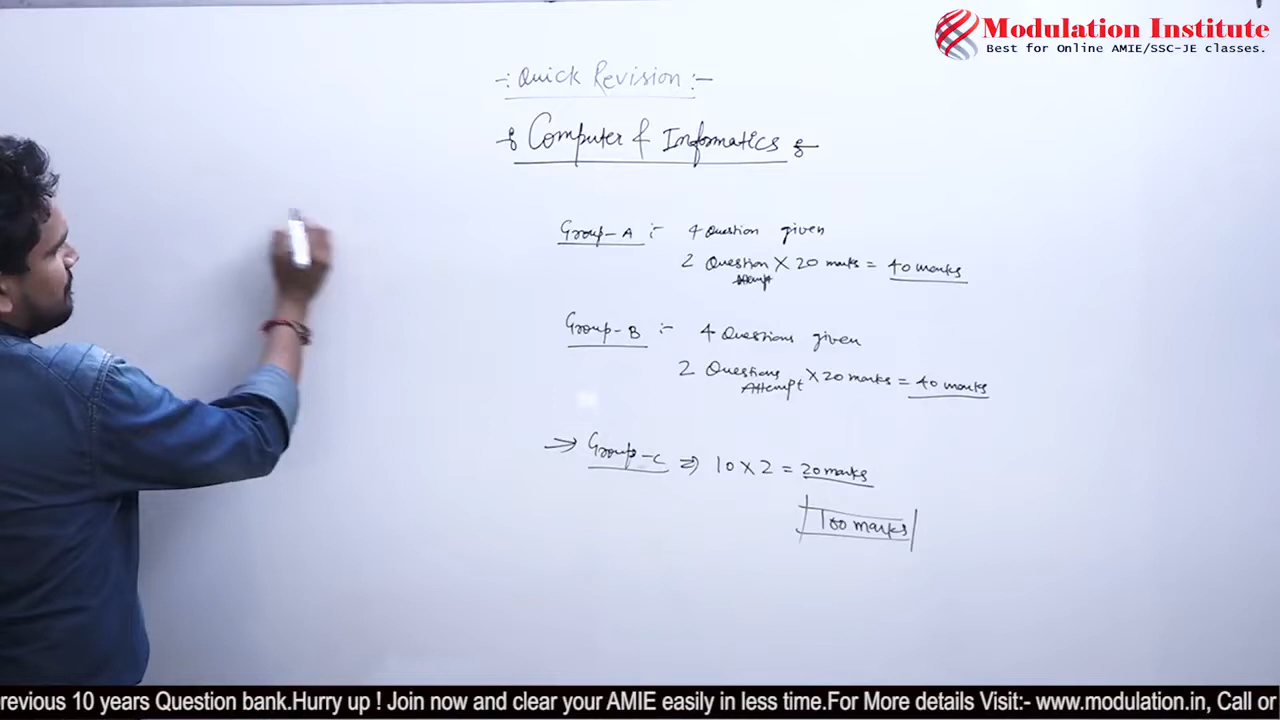 Modulation Institute
Best for Online AMIE/SSC-JE classes.
-: Quick Revision :-
Computer & Informatics
Group-A :- 4 Question given
2 Question Attempt X 20 marks = 40 marks
Group-B :- 4 Questions given
2 Questions Attempt X 20 marks = 40 marks
→ Group-C ⇒ 10 X 2 = 20 marks
100 marks
revious 10 years Question bank.Hurry up ! Join now and clear your AMIE easily in less time.For More details Visit:- www.modulation.in, Call or